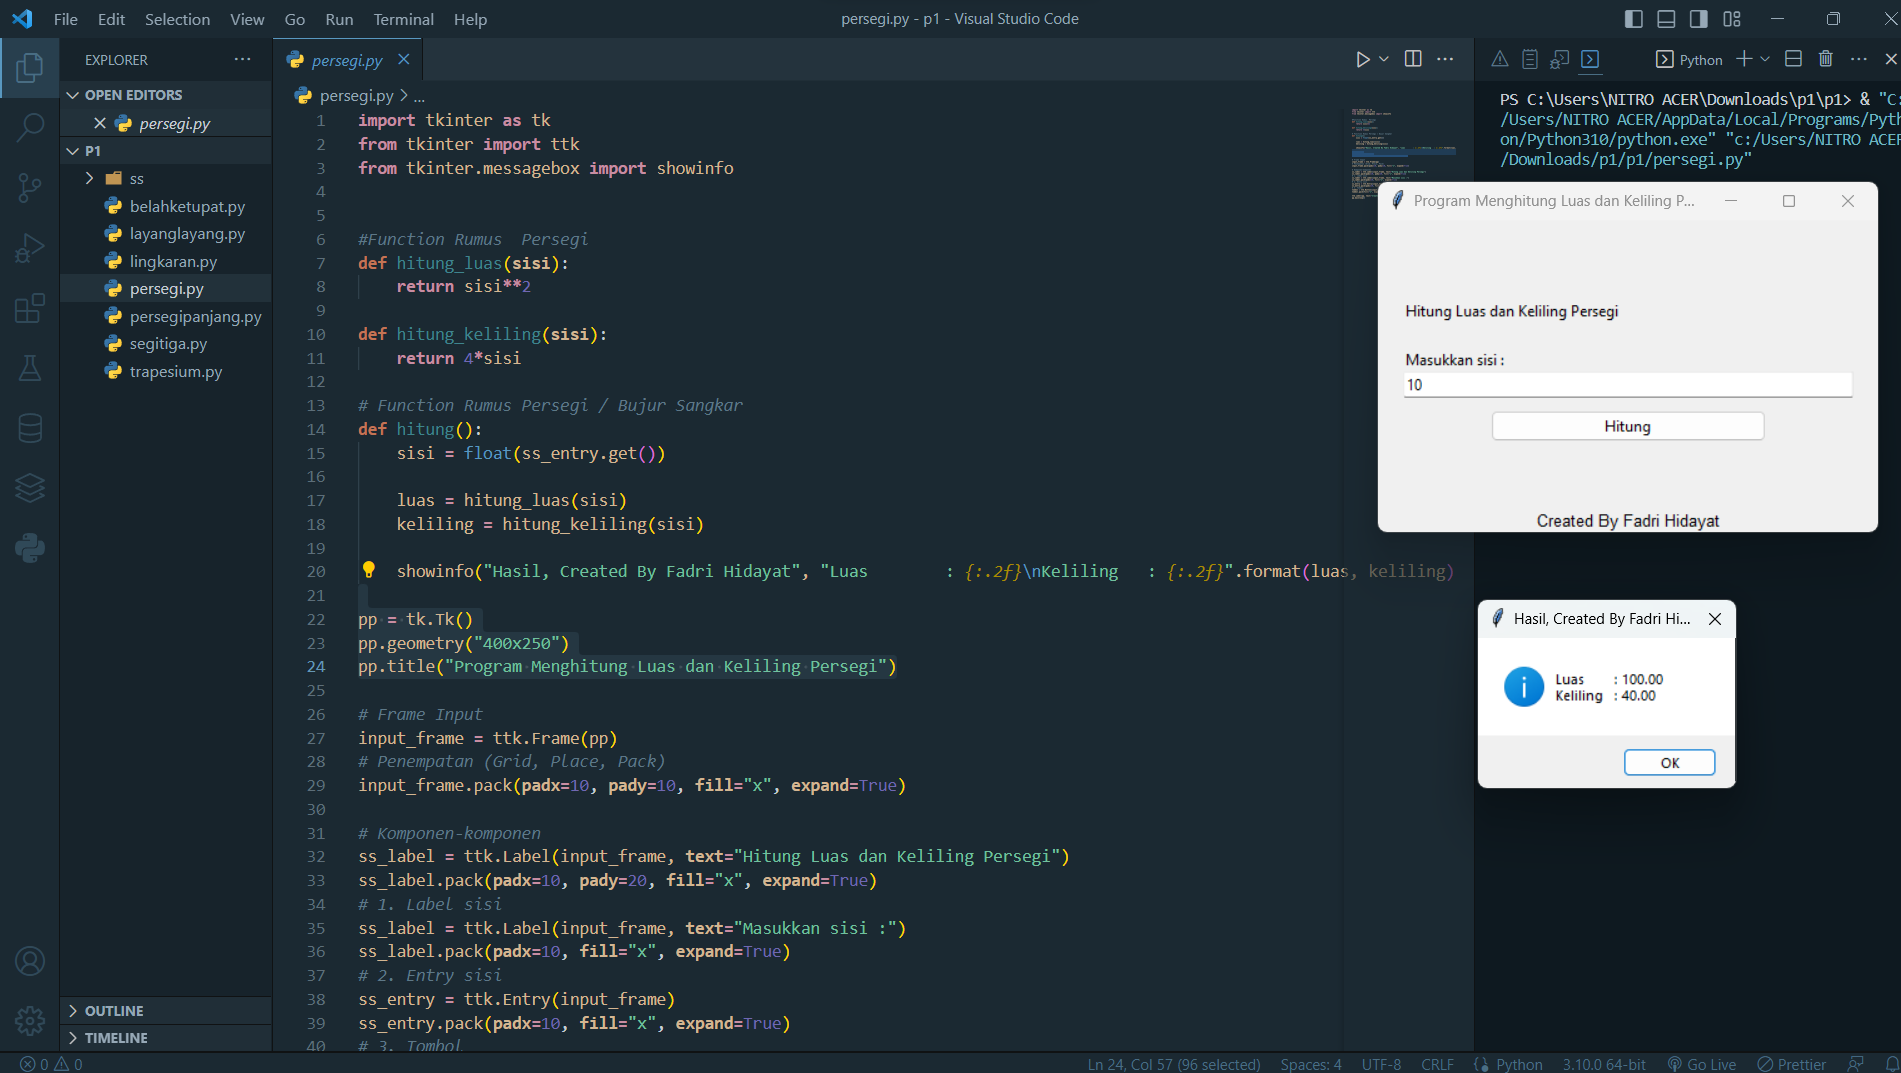 File Edit Selection View Go Run Terminal Help
persegi.py - p1 - Visual Studio Code
EXPLORER ...
OPEN EDITORS
persegi.py
P1
ss
belahketupat.py
layanglayang.py
lingkaran.py
persegi.py
persegipanjang.py
segitiga.py
trapesium.py
OUTLINE
TIMELINE
persegi.py
persegi.py > ...
1 import tkinter as tk
2 from tkinter import ttk
3 from tkinter.messagebox import showinfo
4
5
6 #Function Rumus  Persegi
7 def hitung_luas(sisi):
8     return sisi**2
9
10 def hitung_keliling(sisi):
11     return 4*sisi
12
13 # Function Rumus Persegi / Bujur Sangkar
14 def hitung():
15     sisi = float(ss_entry.get())
16
17     luas = hitung_luas(sisi)
18     keliling = hitung_keliling(sisi)
19
20     showinfo("Hasil, Created By Fadri Hidayat", "Luas        : {:.2f}\nKeliling   : {:.2f}".format(luas, keliling)
21
22 pp = tk.Tk()
23 pp.geometry("400x250")
24 pp.title("Program Menghitung Luas dan Keliling Persegi")
25
26 # Frame Input
27 input_frame = ttk.Frame(pp)
28 # Penempatan (Grid, Place, Pack)
29 input_frame.pack(padx=10, pady=10, fill="x", expand=True)
30
31 # Komponen-komponen
32 ss_label = ttk.Label(input_frame, text="Hitung Luas dan Keliling Persegi")
33 ss_label.pack(padx=10, pady=20, fill="x", expand=True)
34 # 1. Label sisi
35 ss_label = ttk.Label(input_frame, text="Masukkan sisi :")
36 ss_label.pack(padx=10, fill="x", expand=True)
37 # 2. Entry sisi
38 ss_entry = ttk.Entry(input_frame)
39 ss_entry.pack(padx=10, fill="x", expand=True)
40 # 3. Tombol
Python
PS C:\Users\NITRO ACER\Downloads\p1\p1> & "C:
/Users/NITRO ACER/AppData/Local/Programs/Pyth
on/Python310/python.exe" "c:/Users/NITRO ACER
/Downloads/p1/p1/persegi.py"
Program Menghitung Luas dan Keliling P...
Hitung Luas dan Keliling Persegi
Masukkan sisi :
10
Hitung
Created By Fadri Hidayat
Hasil, Created By Fadri Hi...
Luas : 100.00
Keliling : 40.00
OK
0 0
Ln 24, Col 57 (96 selected) Spaces: 4 UTF-8 CRLF Python 3.10.0 64-bit Go Live Prettier